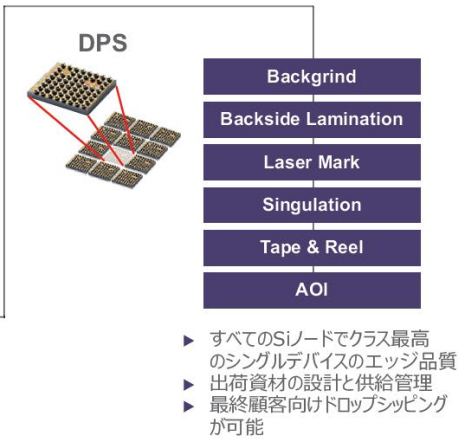 DPS
Backgrind
Backside Lamination
Laser Mark
Singulation
Tape & Reel
AOI
▶ すべてのSiノードでクラス最高
のシングルデバイスのエッジ品質
▶ 出荷資材の設計と供給管理
▶ 最終顧客向けドロップシッピング
が可能